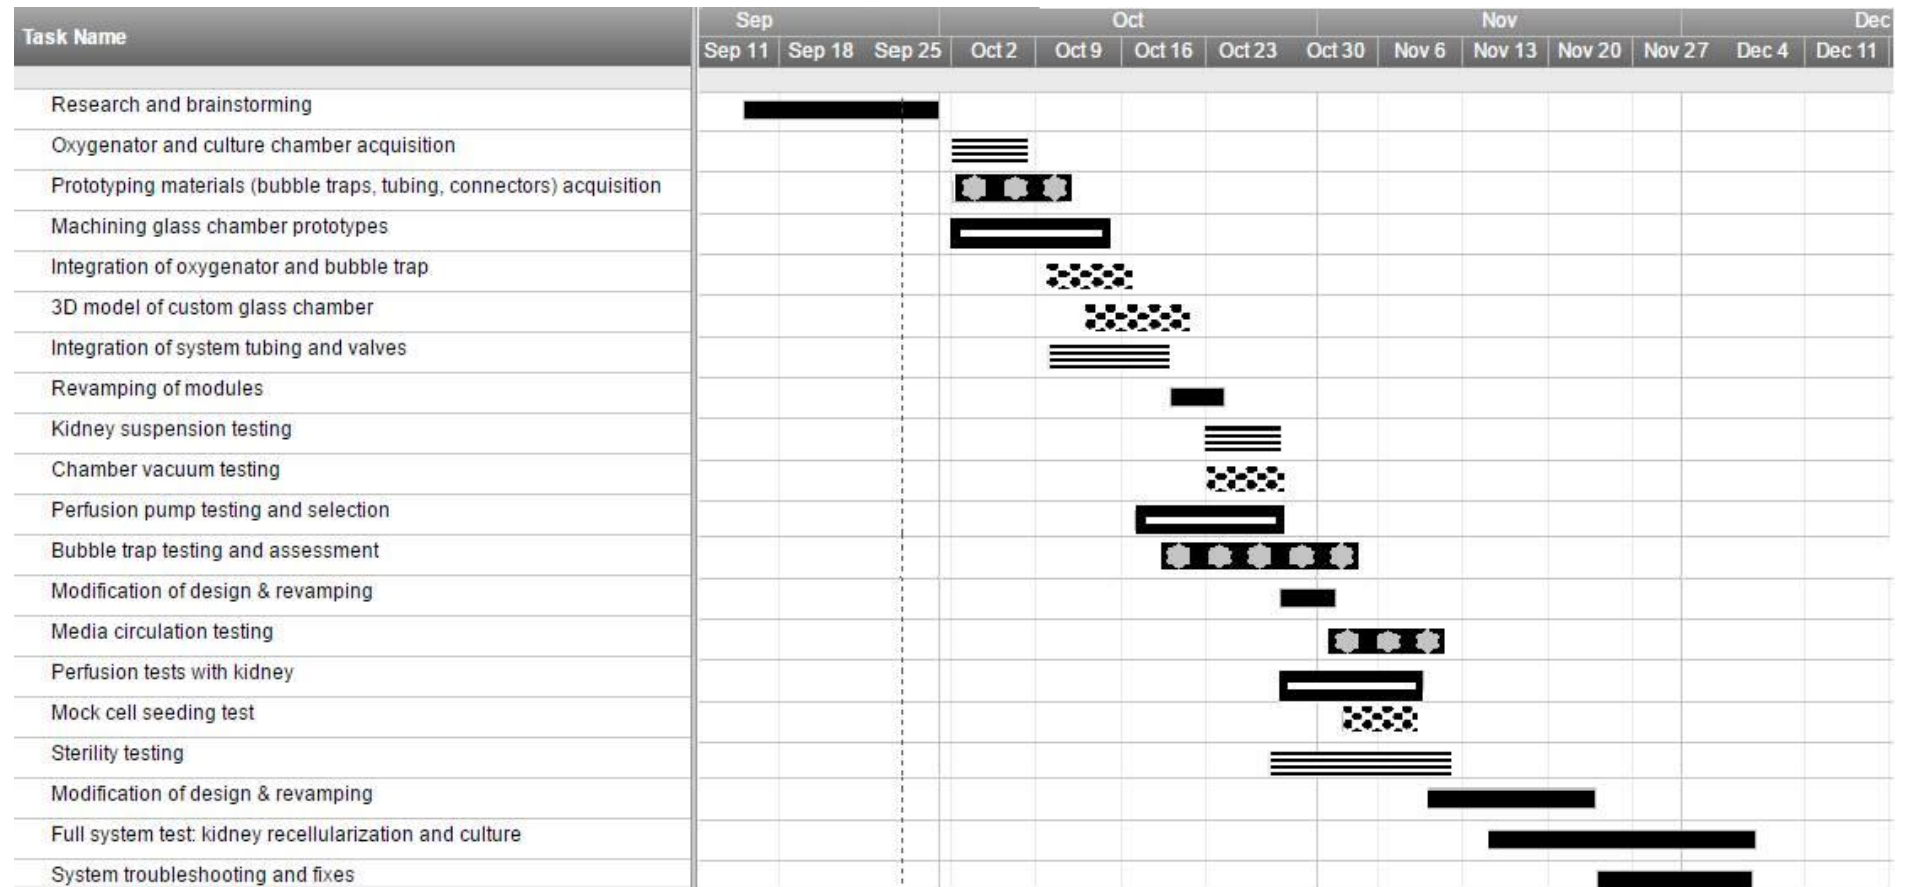 Task Name
Sep Oct Nov Dec
Sep 11 Sep 18 Sep 25 Oct 2 Oct 9 Oct 16 Oct 23 Oct 30 Nov 6 Nov 13 Nov 20 Nov 27 Dec 4 Dec 11
Research and brainstorming
Oxygenator and culture chamber acquisition
Prototyping materials (bubble traps, tubing, connectors) acquisition
Machining glass chamber prototypes
Integration of oxygenator and bubble trap
3D model of custom glass chamber
Integration of system tubing and valves
Revamping of modules
Kidney suspension testing
Chamber vacuum testing
Perfusion pump testing and selection
Bubble trap testing and assessment
Modification of design & revamping
Media circulation testing
Perfusion tests with kidney
Mock cell seeding test
Sterility testing
Modification of design & revamping
Full system test: kidney recellularization and culture
System troubleshooting and fixes